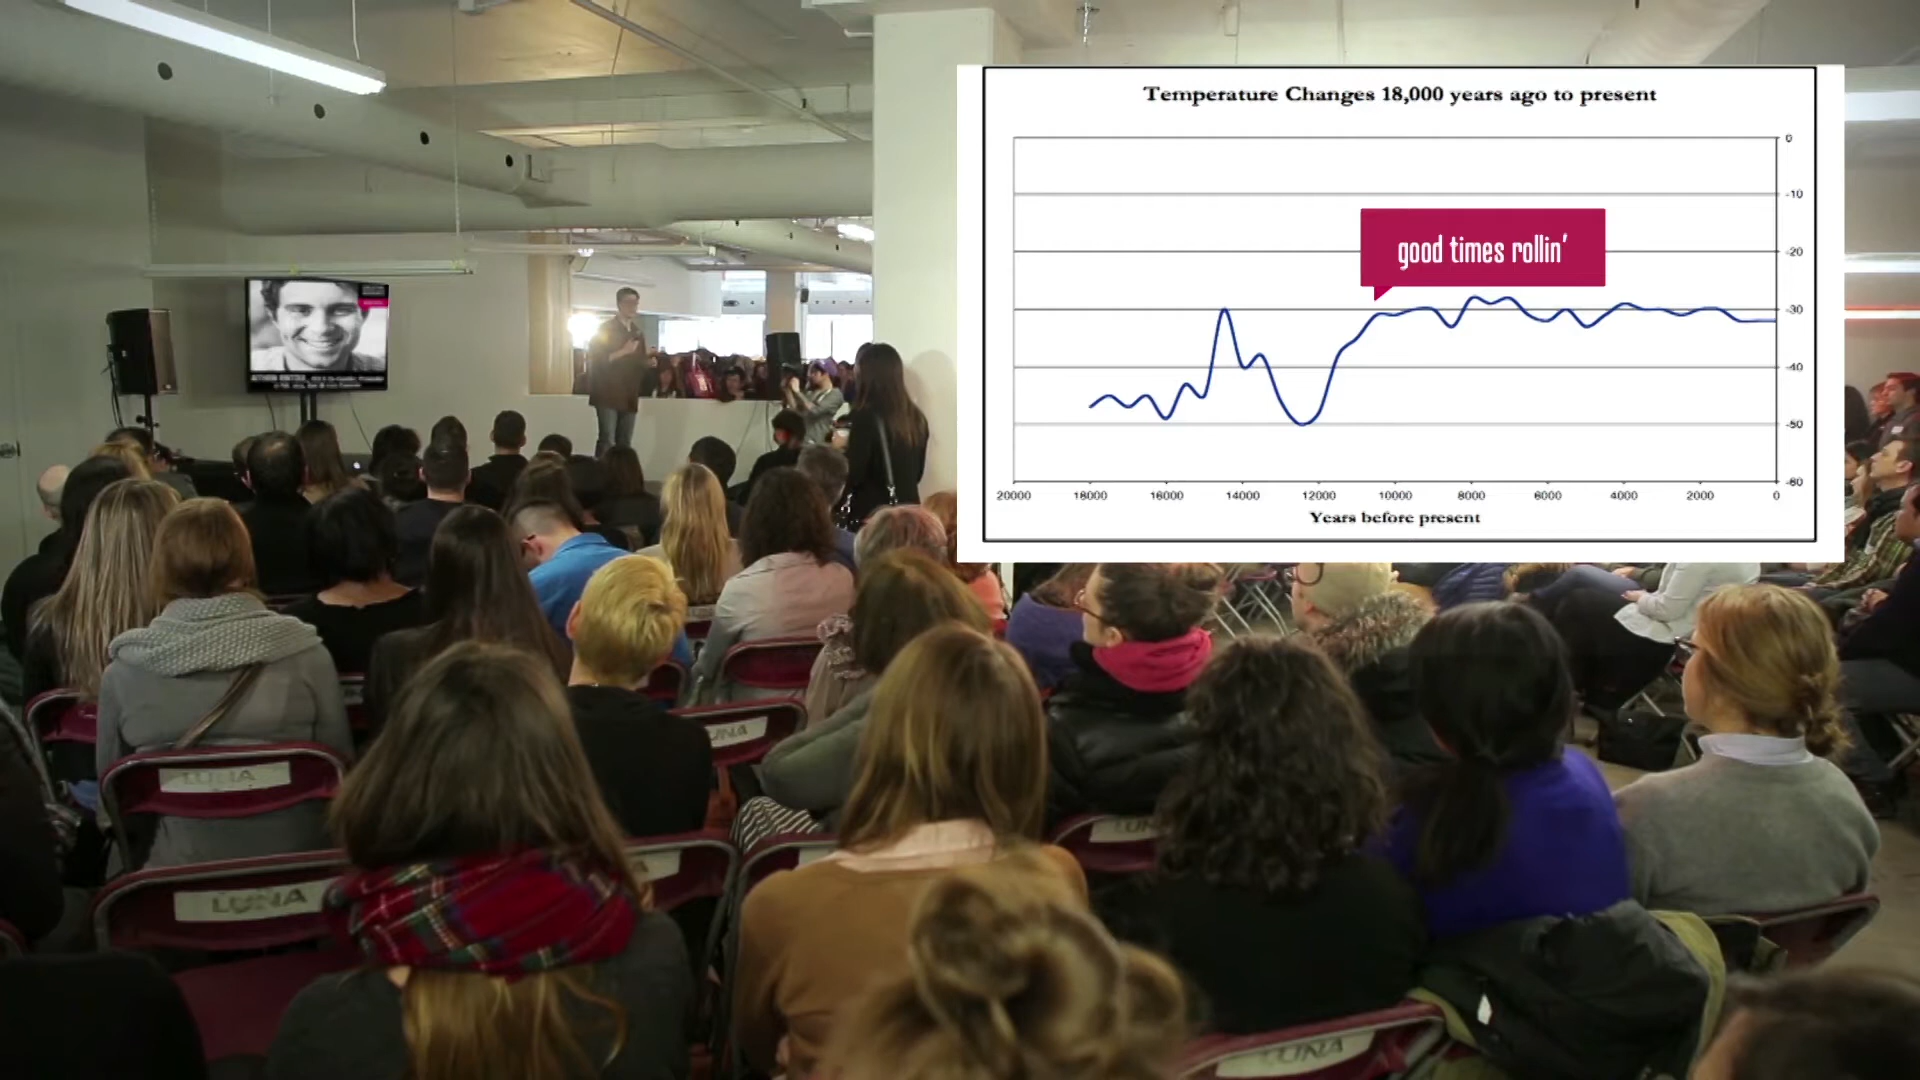 Temperature Changes 18,000 years ago to present
0
-10
good times rollin'
-20
-30
-40
-50
-60
20000 18000 16000 14000 12000 10000 8000 6000 4000 2000 0
Years before present
LUNA
LUNA
LUNA